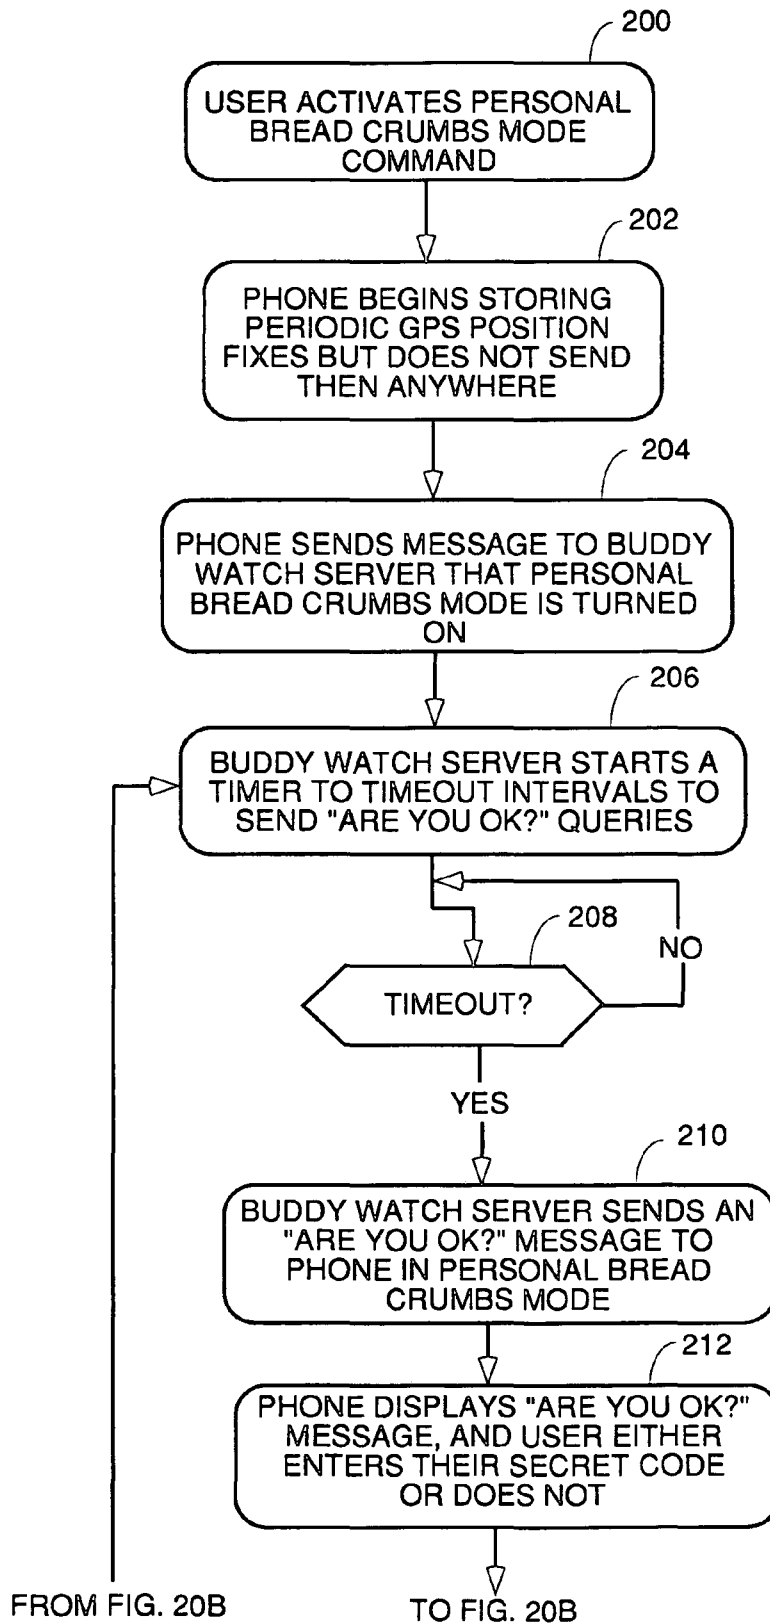 200
USER ACTIVATES PERSONAL
BREAD CRUMBS MODE
COMMAND
202
PHONE BEGINS STORING
PERIODIC GPS POSITION
FIXES BUT DOES NOT SEND
THEN ANYWHERE
204
PHONE SENDS MESSAGE TO BUDDY
WATCH SERVER THAT PERSONAL
BREAD CRUMBS MODE IS TURNED
ON
206
BUDDY WATCH SERVER STARTS A
TIMER TO TIMEOUT INTERVALS TO
SEND "ARE YOU OK?" QUERIES
208
NO
TIMEOUT?
YES
210
BUDDY WATCH SERVER SENDS AN
"ARE YOU OK?" MESSAGE TO
PHONE IN PERSONAL BREAD
CRUMBS MODE
212
PHONE DISPLAYS "ARE YOU OK?"
MESSAGE, AND USER EITHER
ENTERS THEIR SECRET CODE
OR DOES NOT
FROM FIG. 20B
TO FIG. 20B